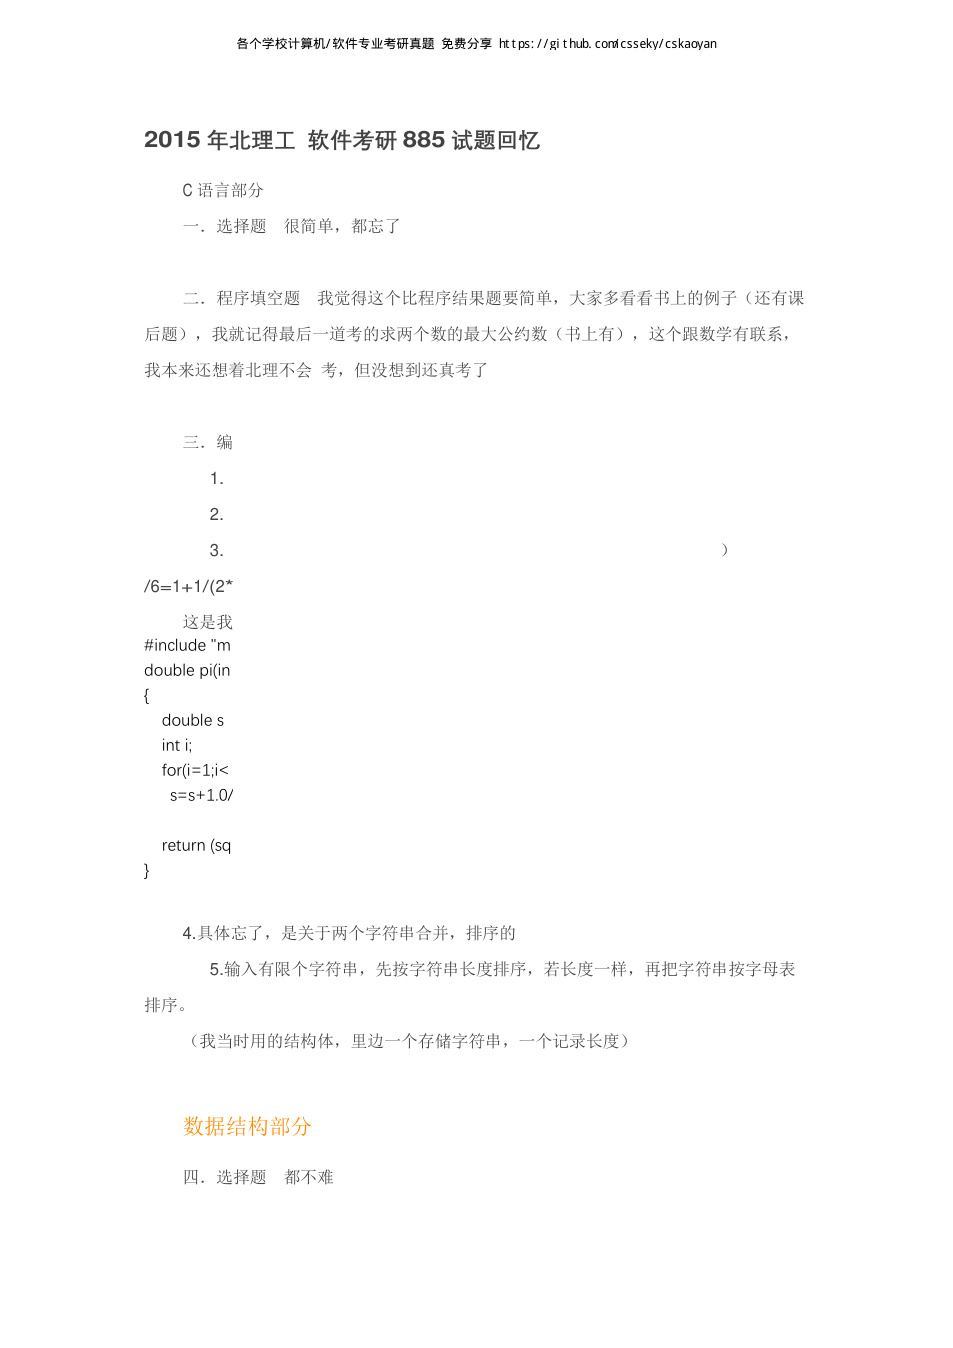 各个学校计算机/软件专业考研真题 免费分享 https://github.com/csseky/cskaoyan
2015 年北理工 软件考研 885 试题回忆
C 语言部分
一．选择题 很简单，都忘了
二．程序填空题 我觉得这个比程序结果题要简单，大家多看看书上的例子（还有课
后题），我就记得最后一道考的求两个数的最大公约数（书上有），这个跟数学有联系，
我本来还想着北理不会 考，但没想到还真考了
三．编
1.
2.
3. ）
/6=1+1/(2*
这是我
#include "m
double pi(in
{
double s
int i;
for(i=1;i<
s=s+1.0/
return (sq
}
4.具体忘了，是关于两个字符串合并，排序的
5.输入有限个字符串，先按字符串长度排序，若长度一样，再把字符串按字母表
排序。
（我当时用的结构体，里边一个存储字符串，一个记录长度）
数据结构部分
四．选择题 都不难